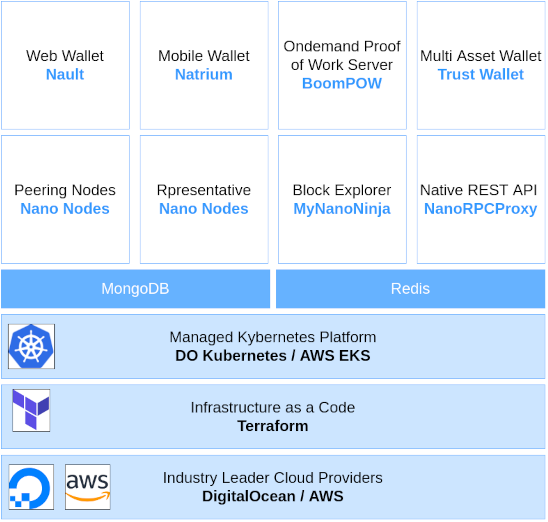 Web Wallet
Nault
Mobile Wallet
Natrium
Ondemand Proof
of Work Server
BoomPOW
Multi Asset Wallet
Trust Wallet
Peering Nodes
Nano Nodes
Rpresentative
Nano Nodes
Block Explorer
MyNanoNinja
Native REST API
NanoRPCProxy
MongoDB
Redis
Managed Kybernetes Platform
DO Kubernetes / AWS EKS
Infrastructure as a Code
Terraform
aws
Industry Leader Cloud Providers
DigitalOcean / AWS